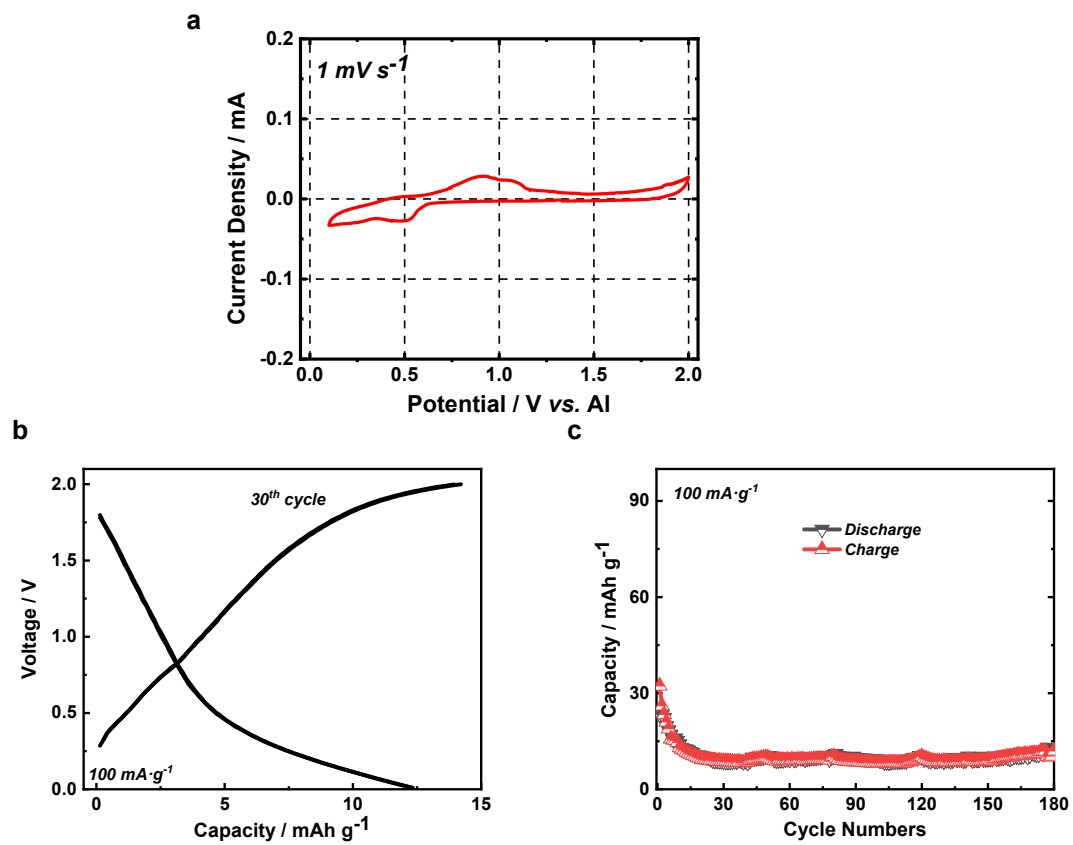 a
1 mV s-1
0.2
0.1
0.0
-0.1
-0.2
Current Density / mA
0.0 0.5 1.0 1.5 2.0
Potential / V vs. Al
b
30th cycle
100 mA·g-1
2.0
1.5
1.0
0.5
0.0
Voltage / V
0 5 10 15
Capacity / mAh g-1
c
100 mA·g-1
Discharge
Charge
90
60
30
0
Capacity / mAh g-1
0 30 60 90 120 150 180
Cycle Numbers